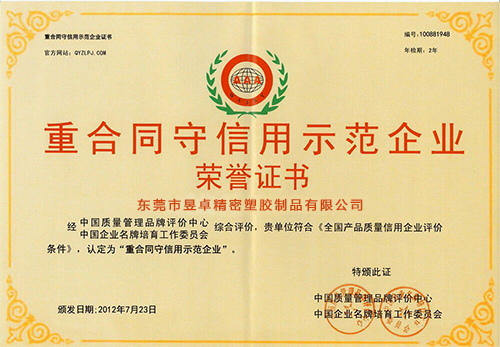 重合同守信用示范企业证书
编号:100881948
官方网站:QYZLPJ.COM
年检期:2年
AAA
重合同守信用示范企业
荣誉证书
东莞市昱卓精密塑胶制品有限公司
经 中国质量管理品牌评价中心 综合评价,贵单位符合《全国产品质量信用企业评价
中国企业名牌培育工作委员会
条件》,认定为“重合同守信用示范企业”。
特颁此证
颁发日期:2012年7月23日
中国质量管理品牌评价中心
中国企业名牌培育工作委员会